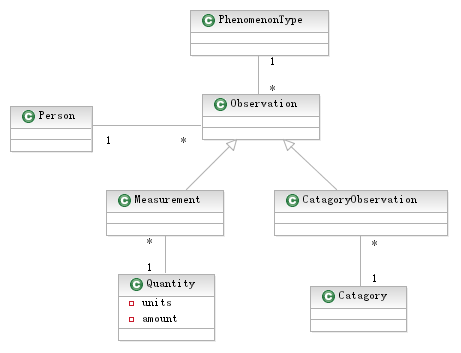 C PhenomenonType
1
*
C Observation
C Person
1
*
C Measurement
C CatagoryObservation
*
*
1
1
C Quantity
units
amount
C Catagory